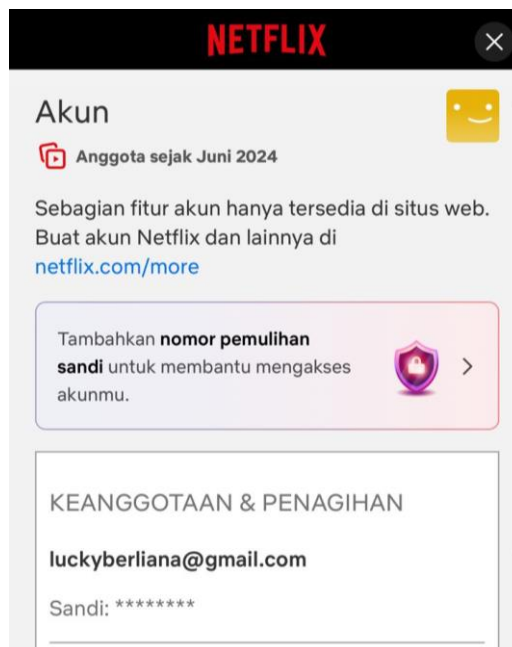 NETFLIX
Akun
Anggota sejak Juni 2024
Sebagian fitur akun hanya tersedia di situs web.
Buat akun Netflix dan lainnya di
netflix.com/more
Tambahkan nomor pemulihan
sandi untuk membantu mengakses
akunmu.
KEANGGOTAAN & PENAGIHAN
luckyberliana@gmail.com
Sandi: ********